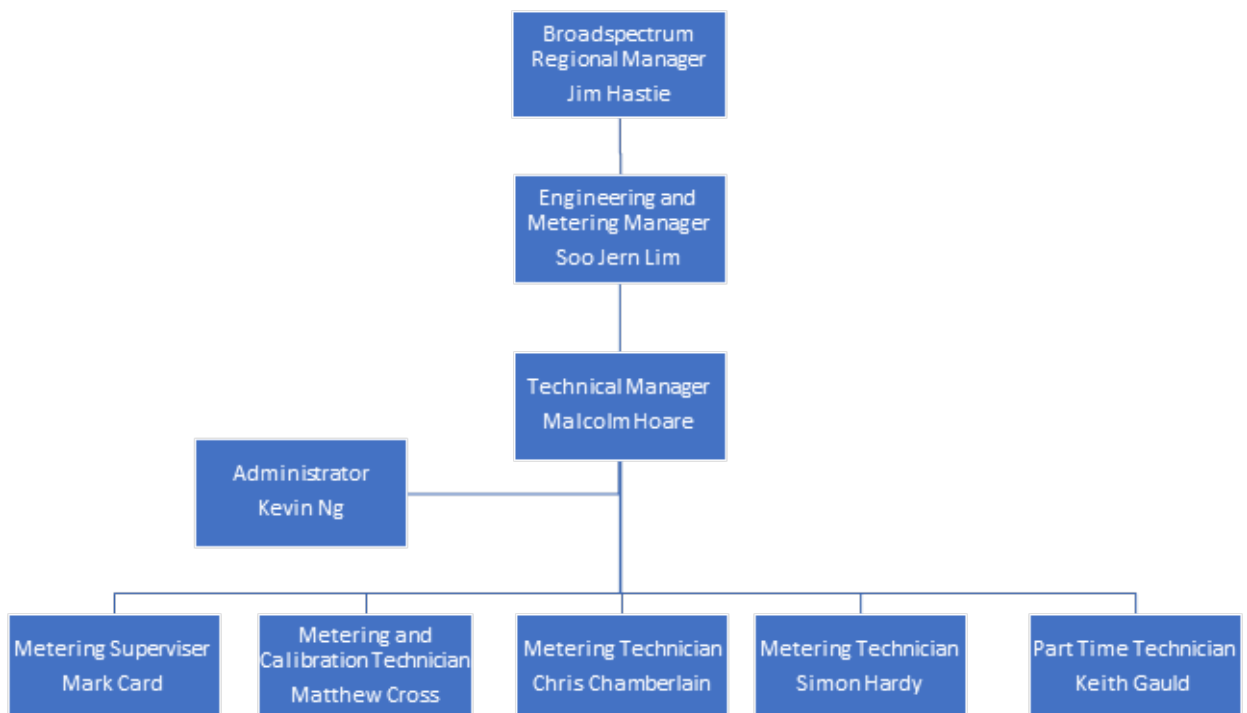 Broadspectrum
Regional Manager
Jim Hastie
Engineering and
Metering Manager
Soo Jern Lim
Technical Manager
Malcolm Hoare
Administrator
Kevin Ng
Metering Superviser
Mark Card
Metering and
Calibration Technician
Matthew Cross
Metering Technician
Chris Chamberlain
Metering Technician
Simon Hardy
Part Time Technician
Keith Gauld